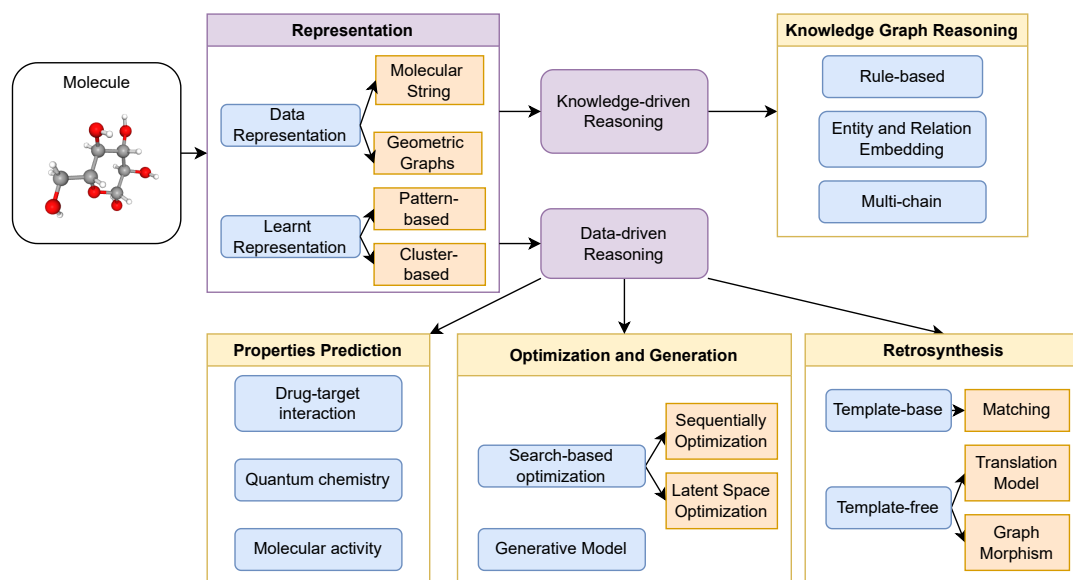 Molecule
Representation
Data
Representation
Molecular
String
Geometric
Graphs
Learnt
Representation
Pattern-
based
Cluster-
based
Knowledge-driven
Reasoning
Data-driven
Reasoning
Knowledge Graph Reasoning
Rule-based
Entity and Relation
Embedding
Multi-chain
Properties Prediction
Drug-target
interaction
Quantum chemistry
Molecular activity
Optimization and Generation
Search-based
optimization
Sequentially
Optimization
Latent Space
Optimization
Generative Model
Retrosynthesis
Template-base
Matching
Template-free
Translation
Model
Graph
Morphism